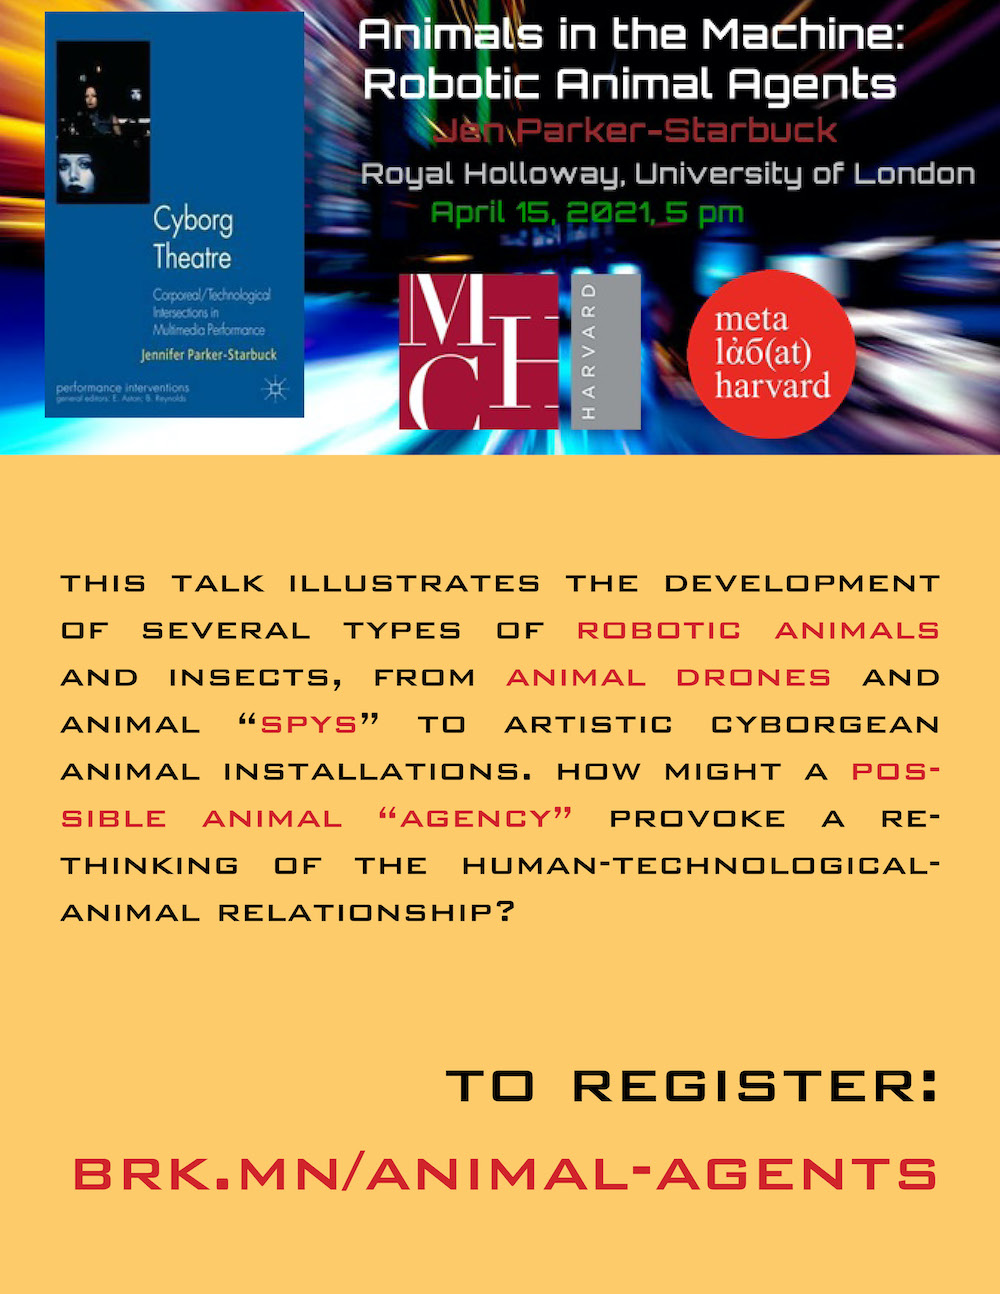 Cyborg
Theatre
Corporeal/Technological
Intersections in
Multimedia Performance
Jennifer Parker-Starbuck
performance interventions
general editors: E. Aston; B. Reynolds
Animals in the Machine:
Robotic Animal Agents
Jen Parker-Starbuck
Royal Holloway, University of London
April 15, 2021, 5 pm
M
H
C
HARVARD
meta
lἀб(at)
harvard
THIS TALK ILLUSTRATES THE DEVELOPMENT
OF SEVERAL TYPES OF ROBOTIC ANIMALS
AND INSECTS, FROM ANIMAL DRONES AND
ANIMAL “SPYS” TO ARTISTIC CYBORGEAN
ANIMAL INSTALLATIONS. HOW MIGHT A POS-
SIBLE ANIMAL “AGENCY” PROVOKE A RE-
THINKING OF THE HUMAN-TECHNOLOGICAL-
ANIMAL RELATIONSHIP?
TO REGISTER:
BRK.MN/ANIMAL-AGENTS